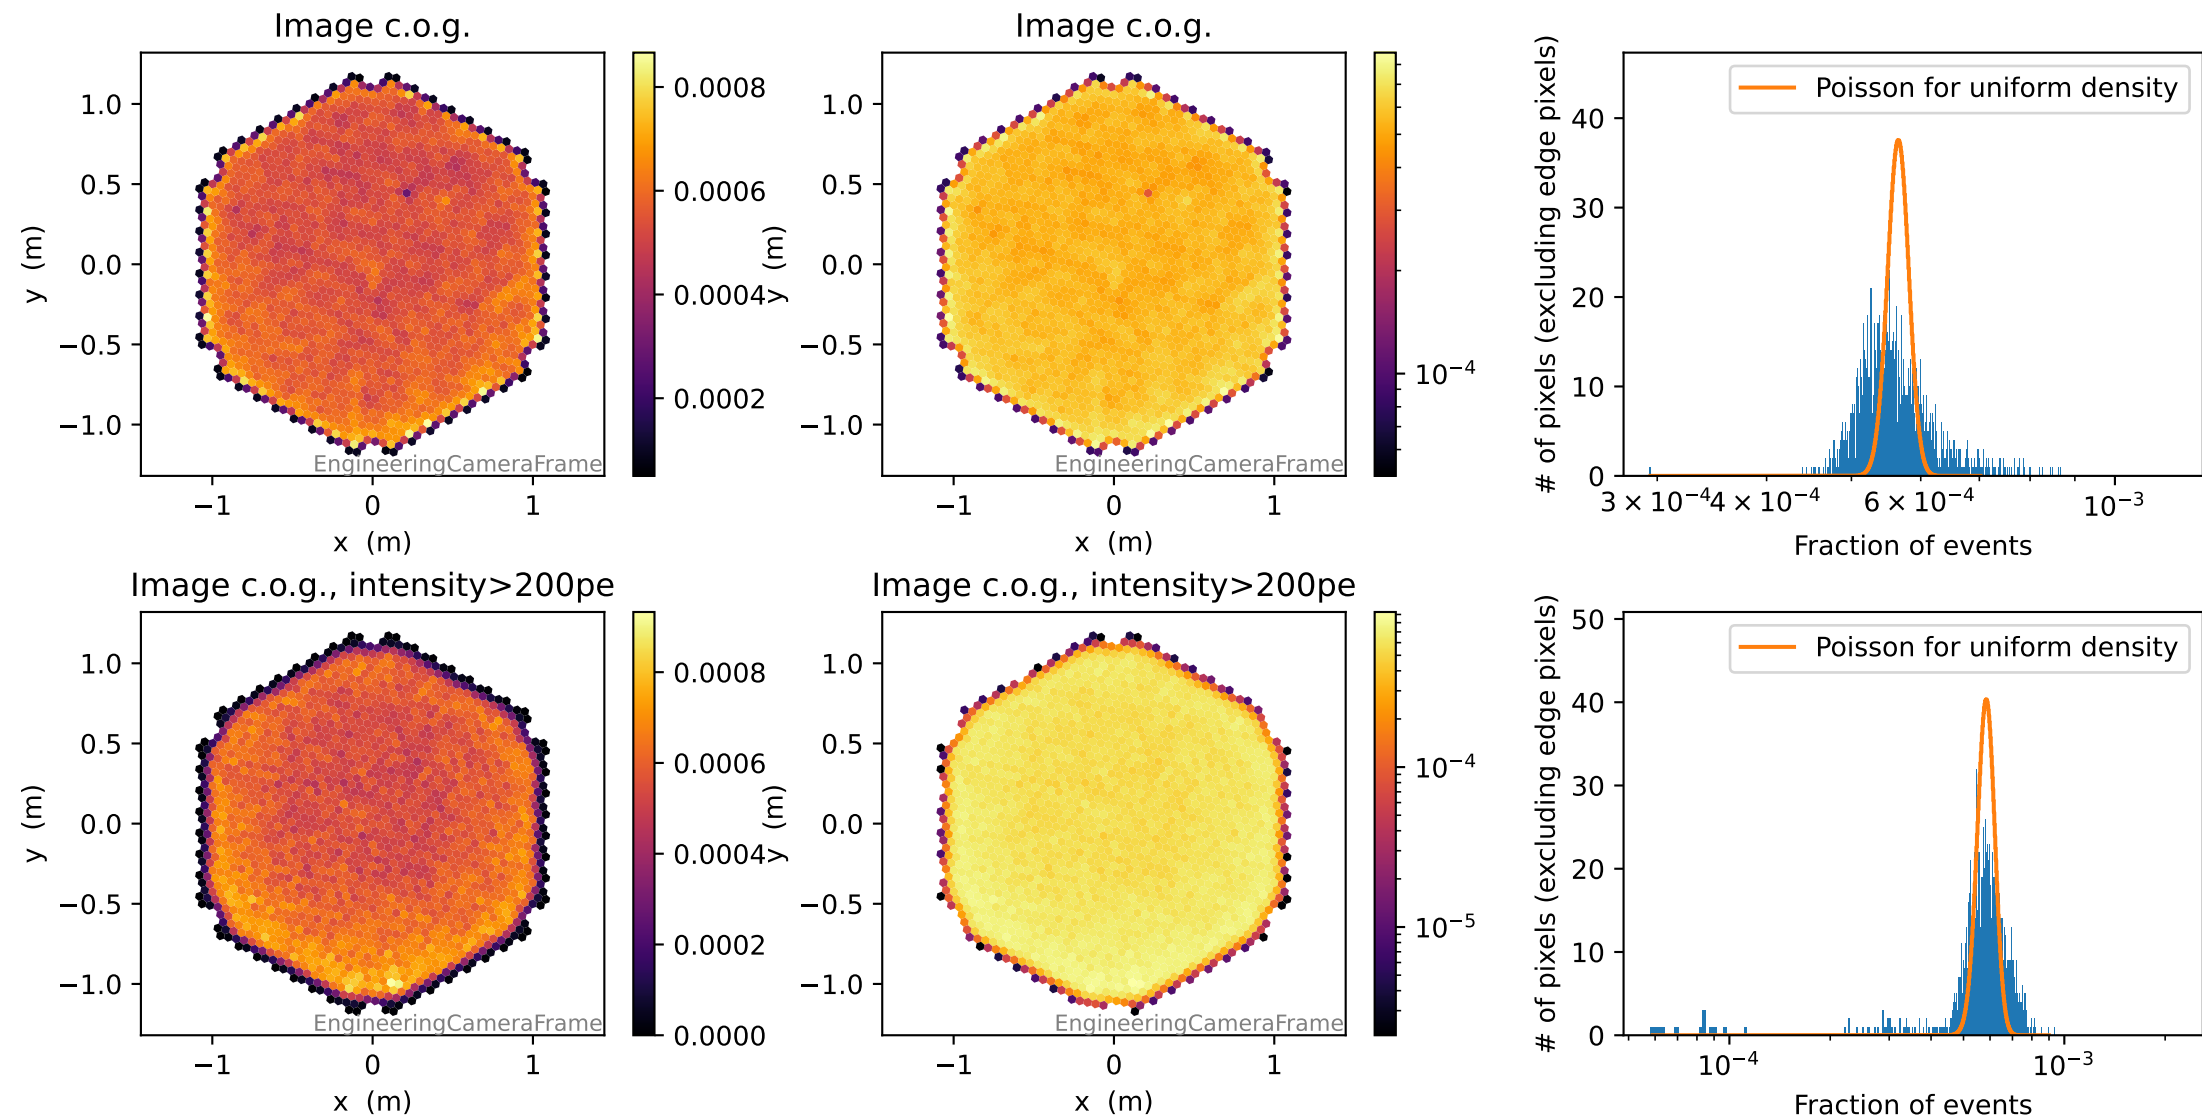 Image c.o.g.
1.0
0.5
0.0
−0.5
−1.0
−1
0
1
y (m)
x (m)
EngineeringCameraFrame
0.0008
0.0006
0.0004
0.0002
Image c.o.g.
1.0
0.5
0.0
−0.5
−1.0
−1
0
1
y (m)
x (m)
EngineeringCameraFrame
10⁻⁴
# of pixels (excluding edge pixels)
40
30
20
10
0
Poisson for uniform density
3 × 10⁻⁴
4 × 10⁻⁴
6 × 10⁻⁴
10⁻³
Fraction of events
Image c.o.g., intensity>200pe
1.0
0.5
0.0
−0.5
−1.0
−1
0
1
y (m)
x (m)
EngineeringCameraFrame
0.0008
0.0006
0.0004
0.0002
0.0000
Image c.o.g., intensity>200pe
1.0
0.5
0.0
−0.5
−1.0
−1
0
1
y (m)
x (m)
EngineeringCameraFrame
10⁻⁴
10⁻⁵
# of pixels (excluding edge pixels)
50
40
30
20
10
0
Poisson for uniform density
10⁻⁴
10⁻³
Fraction of events